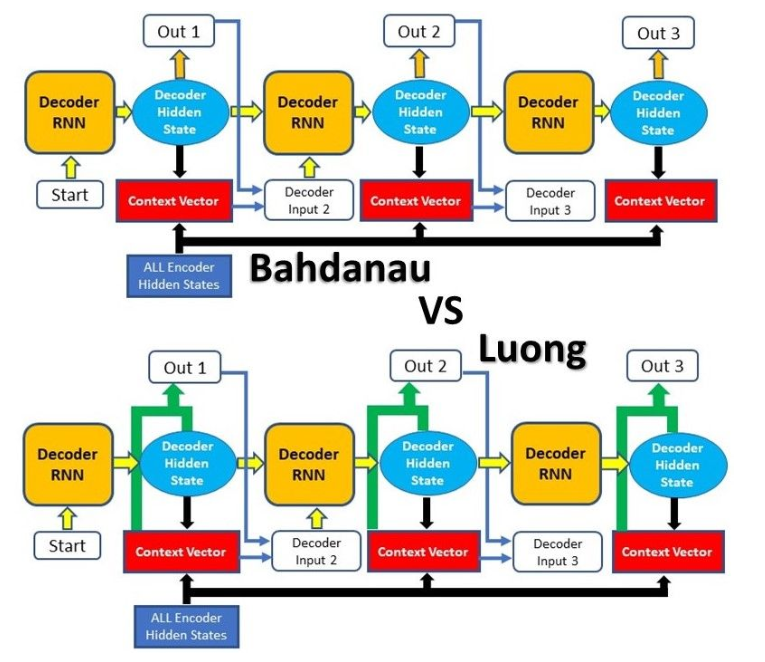 Out 1
Out 2
Out 3
Decoder
RNN
Decoder
Hidden
State
Decoder
RNN
Decoder
Hidden
State
Decoder
RNN
Decoder
Hidden
State
Start
Context Vector
Decoder
Input 2
Context Vector
Decoder
Input 3
Context Vector
ALL Encoder
Hidden States
Bahdanau
VS
Luong
Out 1
Out 2
Out 3
Decoder
RNN
Decoder
Hidden
State
Decoder
RNN
Decoder
Hidden
State
Decoder
RNN
Decoder
Hidden
State
Start
Context Vector
Decoder
Input 2
Context Vector
Decoder
Input 3
Context Vector
ALL Encoder
Hidden States